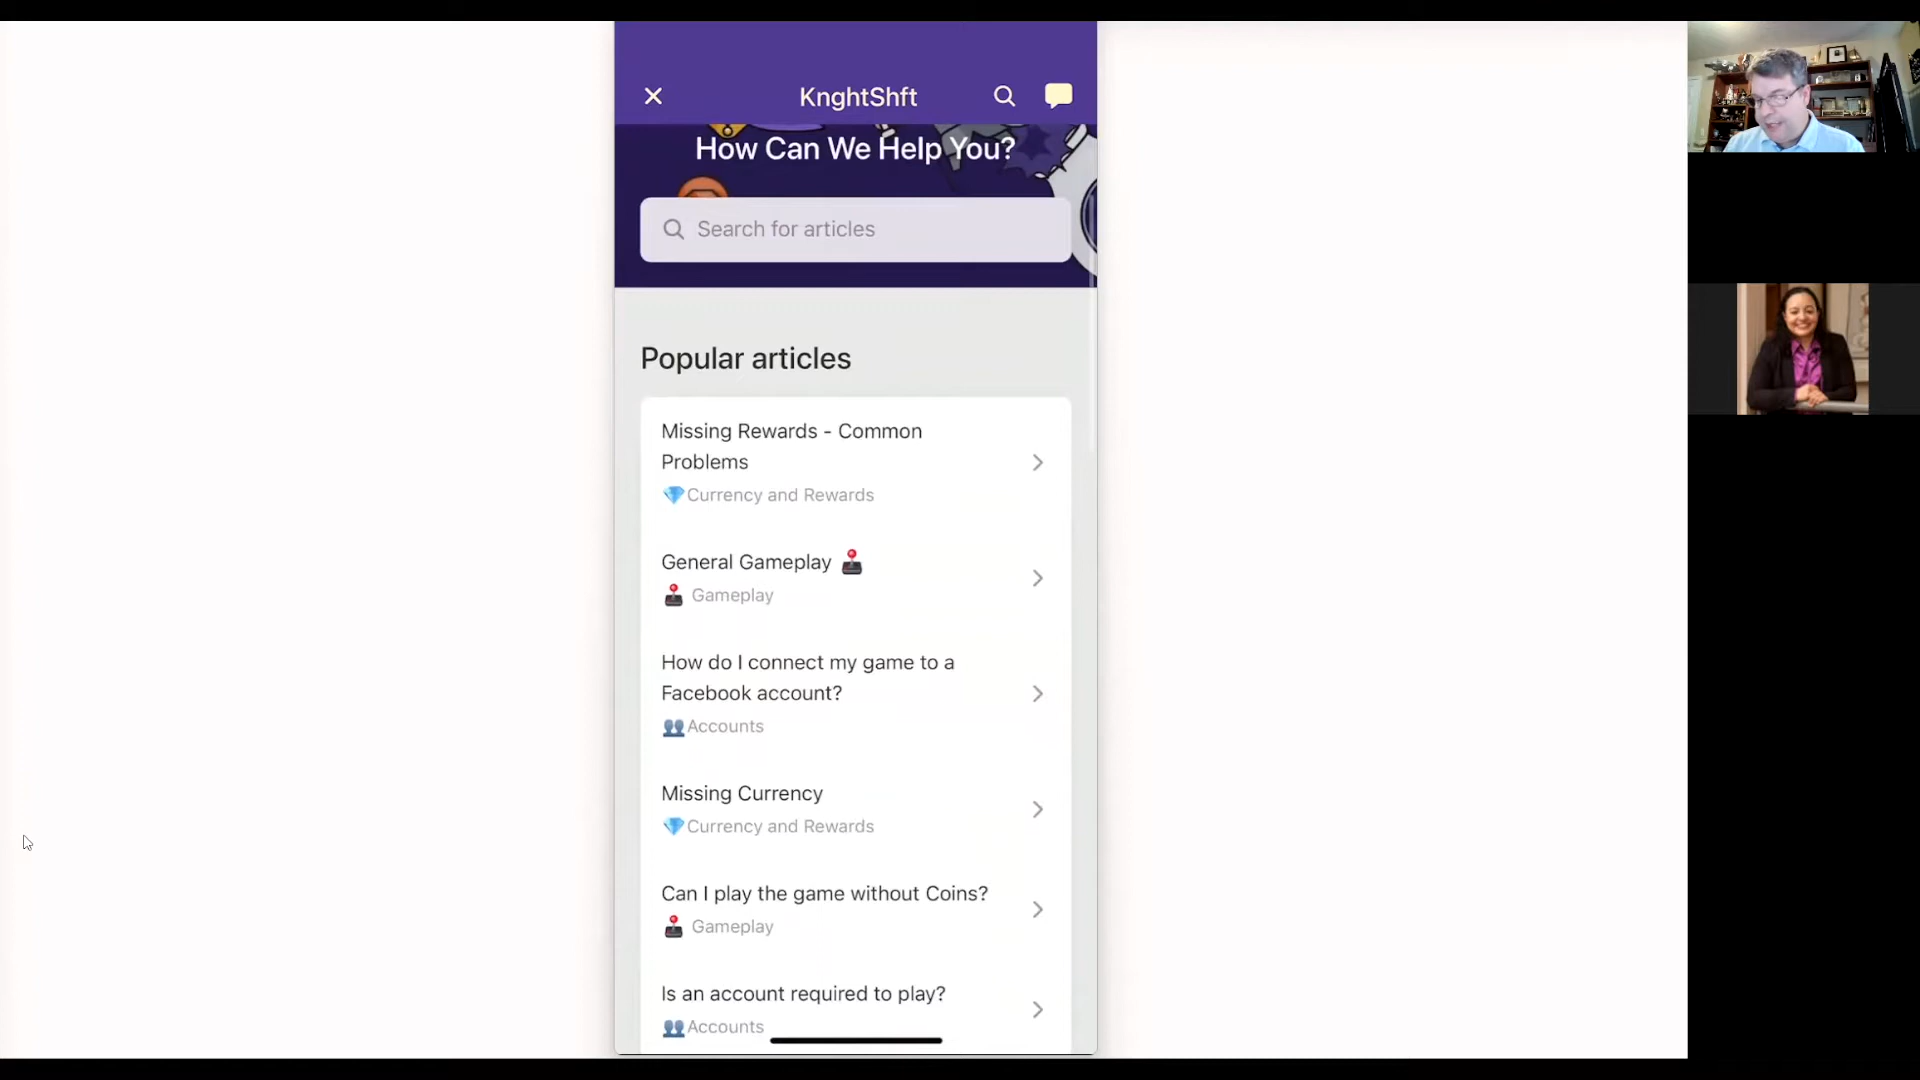 KnghtShft
How Can We Help You?
Search for articles
Popular articles
Missing Rewards - Common
Problems
Currency and Rewards
General Gameplay
Gameplay
How do I connect my game to a
Facebook account?
Accounts
Missing Currency
Currency and Rewards
Can I play the game without Coins?
Gameplay
Is an account required to play?
Accounts